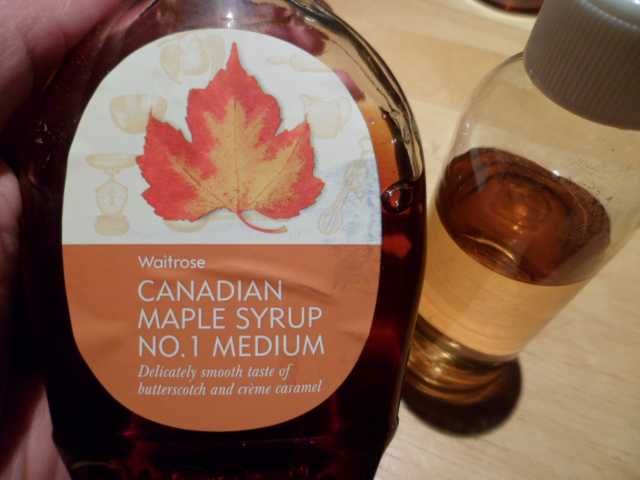 Waitrose
CANADIAN
MAPLE SYRUP
NO.1 MEDIUM
Delicately smooth taste of
butterscotch and crème caramel